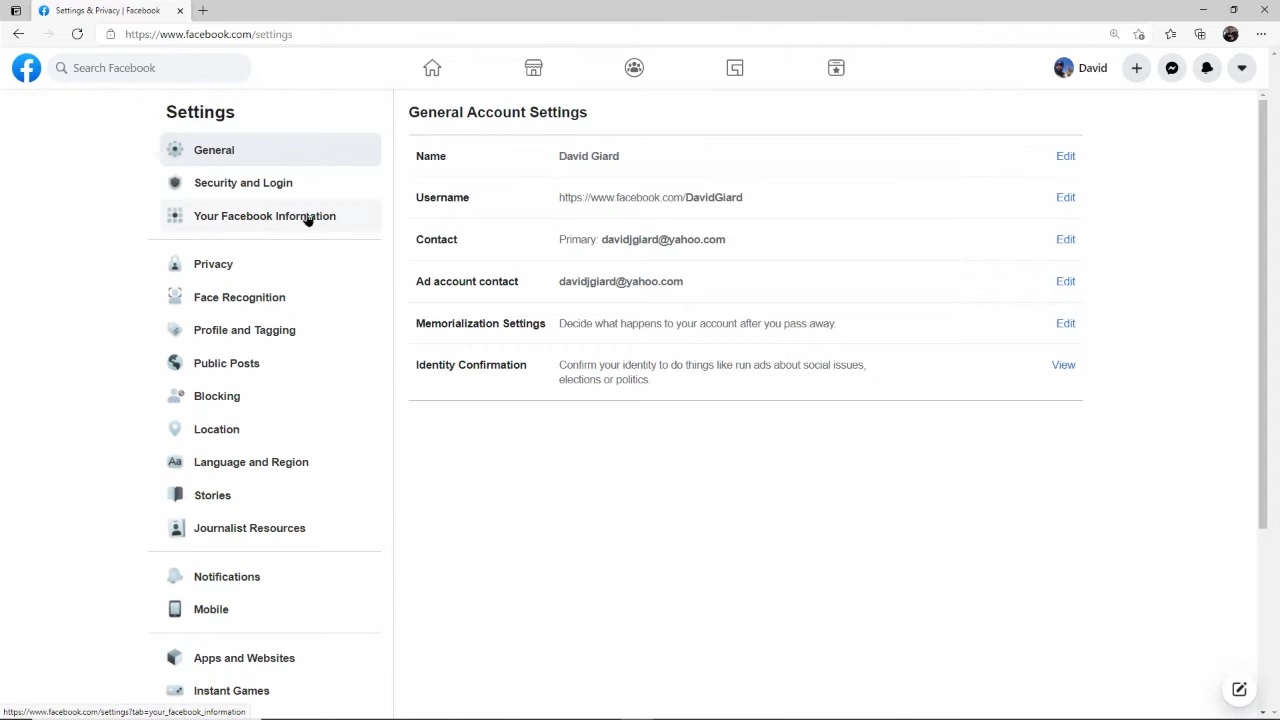 Settings & Privacy | Facebook
https://www.facebook.com/settings
Search Facebook
David
Settings
General
Security and Login
Your Facebook Information
Privacy
Face Recognition
Profile and Tagging
Public Posts
Blocking
Location
Aa Language and Region
Stories
Journalist Resources
Notifications
Mobile
Apps and Websites
Instant Games
General Account Settings
Name David Giard Edit
Username https://www.facebook.com/DavidGiard Edit
Contact Primary: davidjgiard@yahoo.com Edit
Ad account contact davidjgiard@yahoo.com Edit
Memorialization Settings Decide what happens to your account after you pass away. Edit
Identity Confirmation Confirm your identity to do things like run ads about social issues, View
elections or politics.
https://www.facebook.com/settings?tab=your_facebook_information